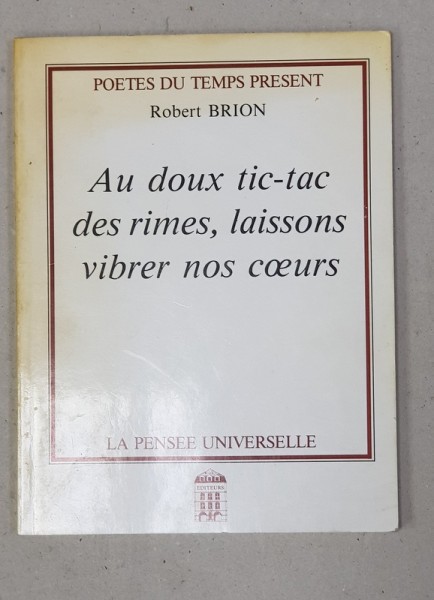 POETES DU TEMPS PRESENT
Robert BRION
Au doux tic-tac
des rimes, laissons
vibrer nos cœurs
LA PENSEE UNIVERSELLE
EDITEURS